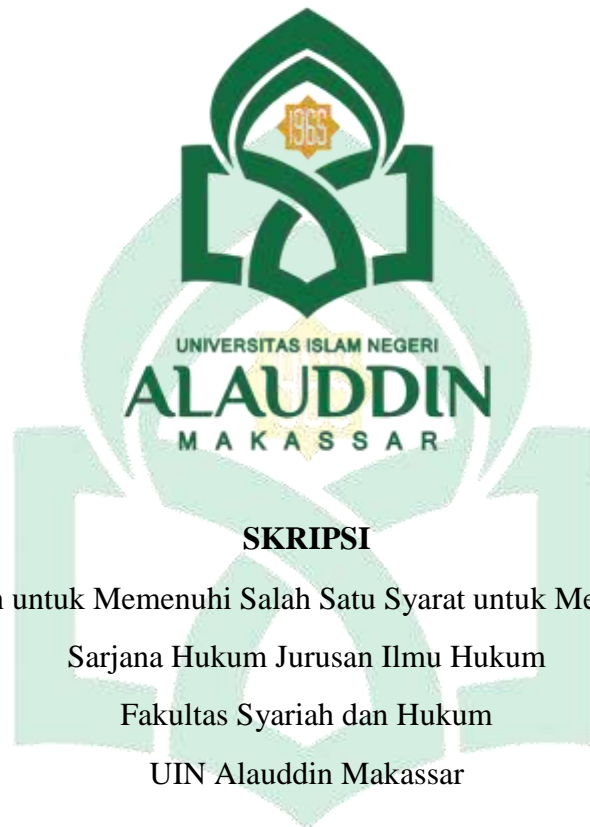 1965
UNIVERSITAS ISLAM NEGERI
ALAUDDIN
MAKASSAR
SKRIPSI
untuk Memenuhi Salah Satu Syarat untuk
Sarjana Hukum Jurusan Ilmu Hukum
Fakultas Syariah dan Hukum
UIN Alauddin Makassar